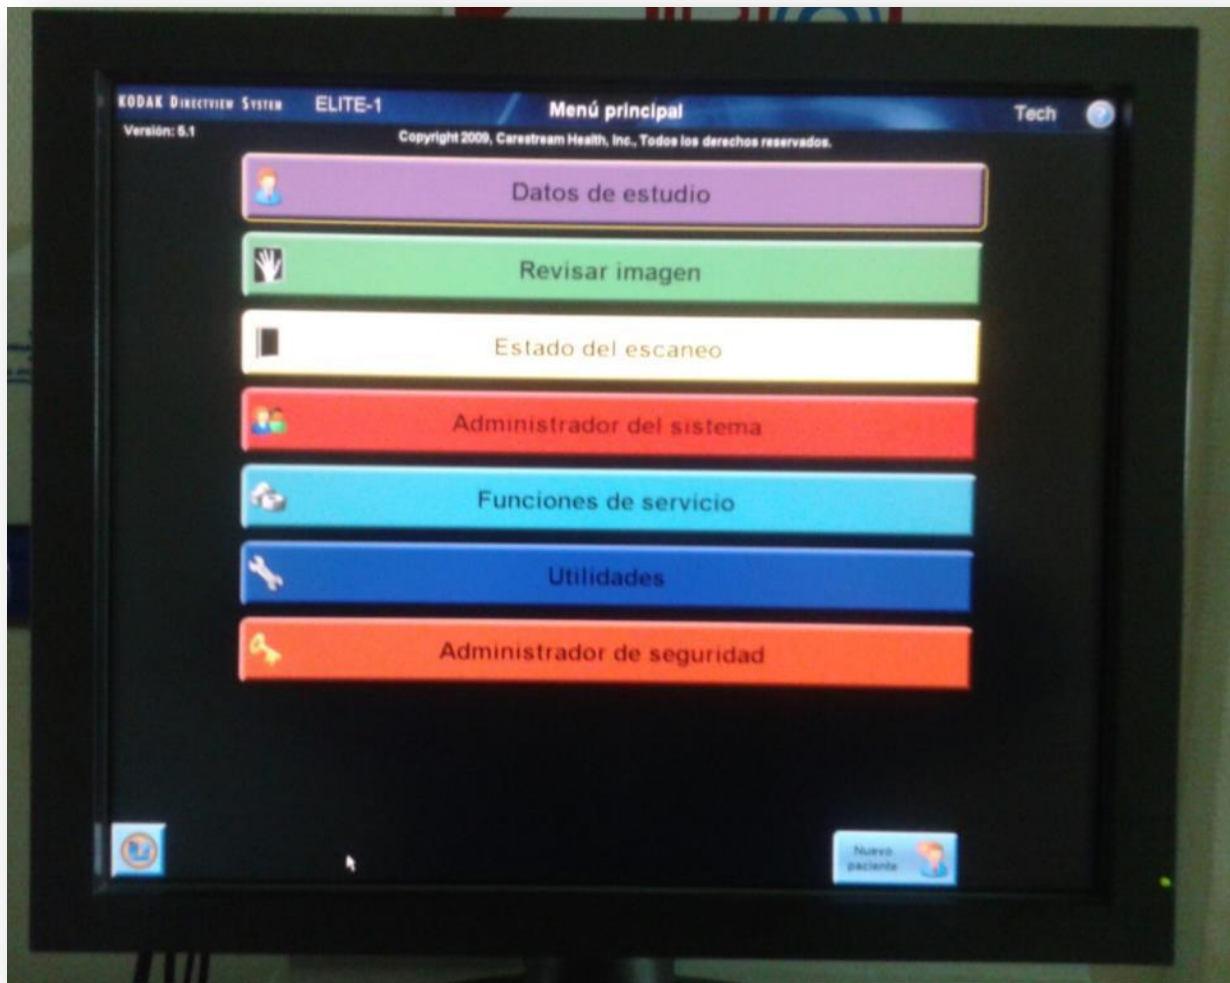 KODAK DIRECTVIEW SYSTEM ELITE-1 Menú principal Tech ?
Versión: 5.1 Copyright 2009, Carestream Health, Inc., Todos los derechos reservados.
Datos de estudio
Revisar imagen
Estado del escaneo
Administrador del sistema
Funciones de servicio
Utilidades
Administrador de seguridad
Nuevo
paciente